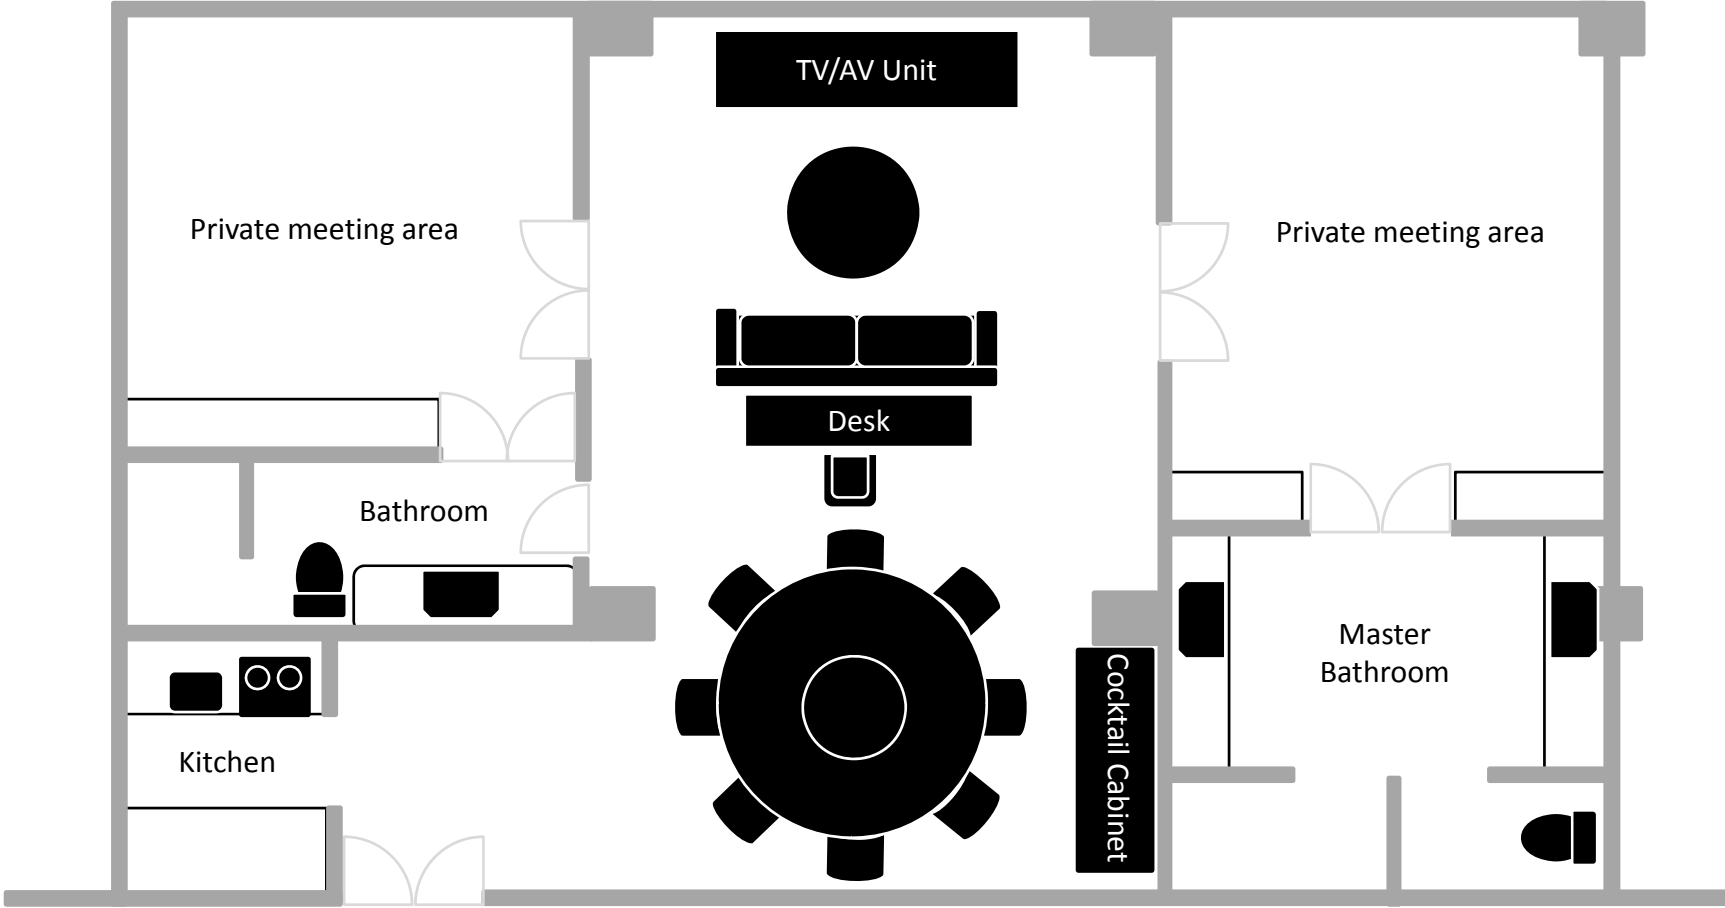 TV/AV Unit
Private meeting area
Private meeting area
Desk
Bathroom
Master
Bathroom
Cocktail Cabinet
Kitchen